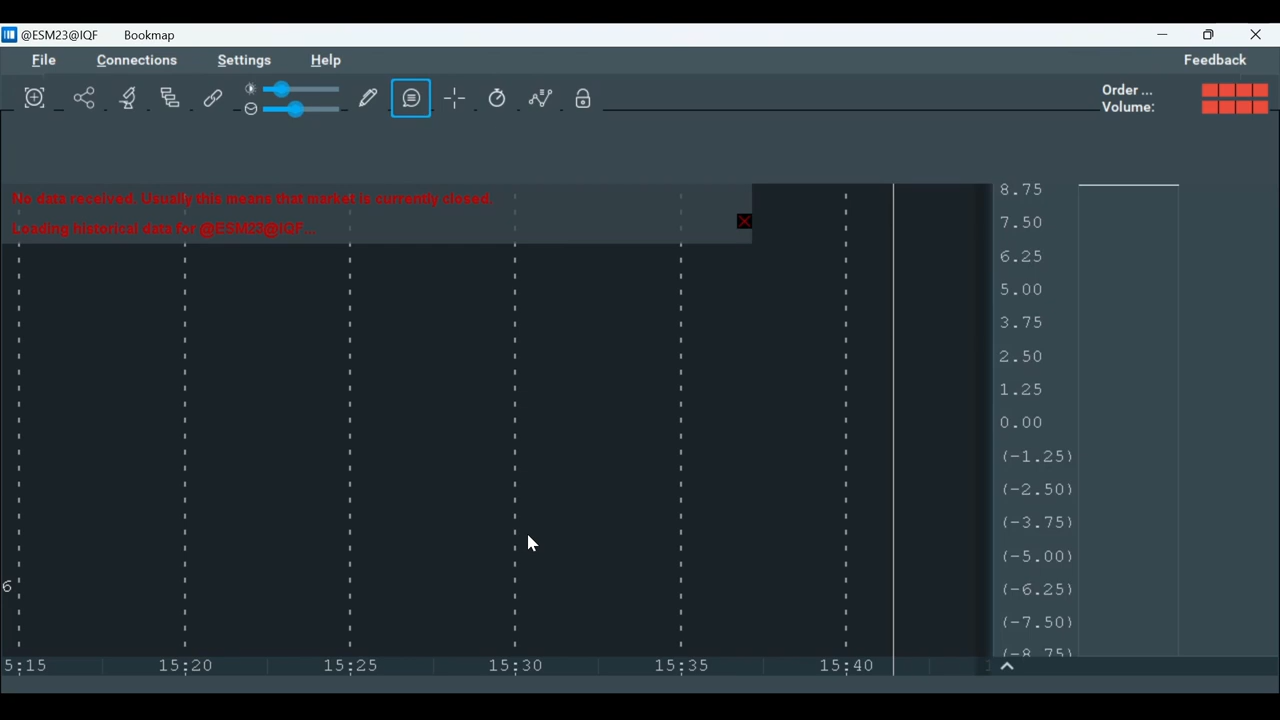 @ESM23@IQF Bookmap
File Connections Settings Help Feedback
Order ...
Volume:
No data received. Usually this means that market is currently closed.
Loading historical data for @ESM23@IQF...
8.75
7.50
6.25
5.00
3.75
2.50
1.25
0.00
(-1.25)
(-2.50)
(-3.75)
(-5.00)
(-6.25)
(-7.50)
(-8.75)
6
5:15 15:20 15:25 15:30 15:35 15:40